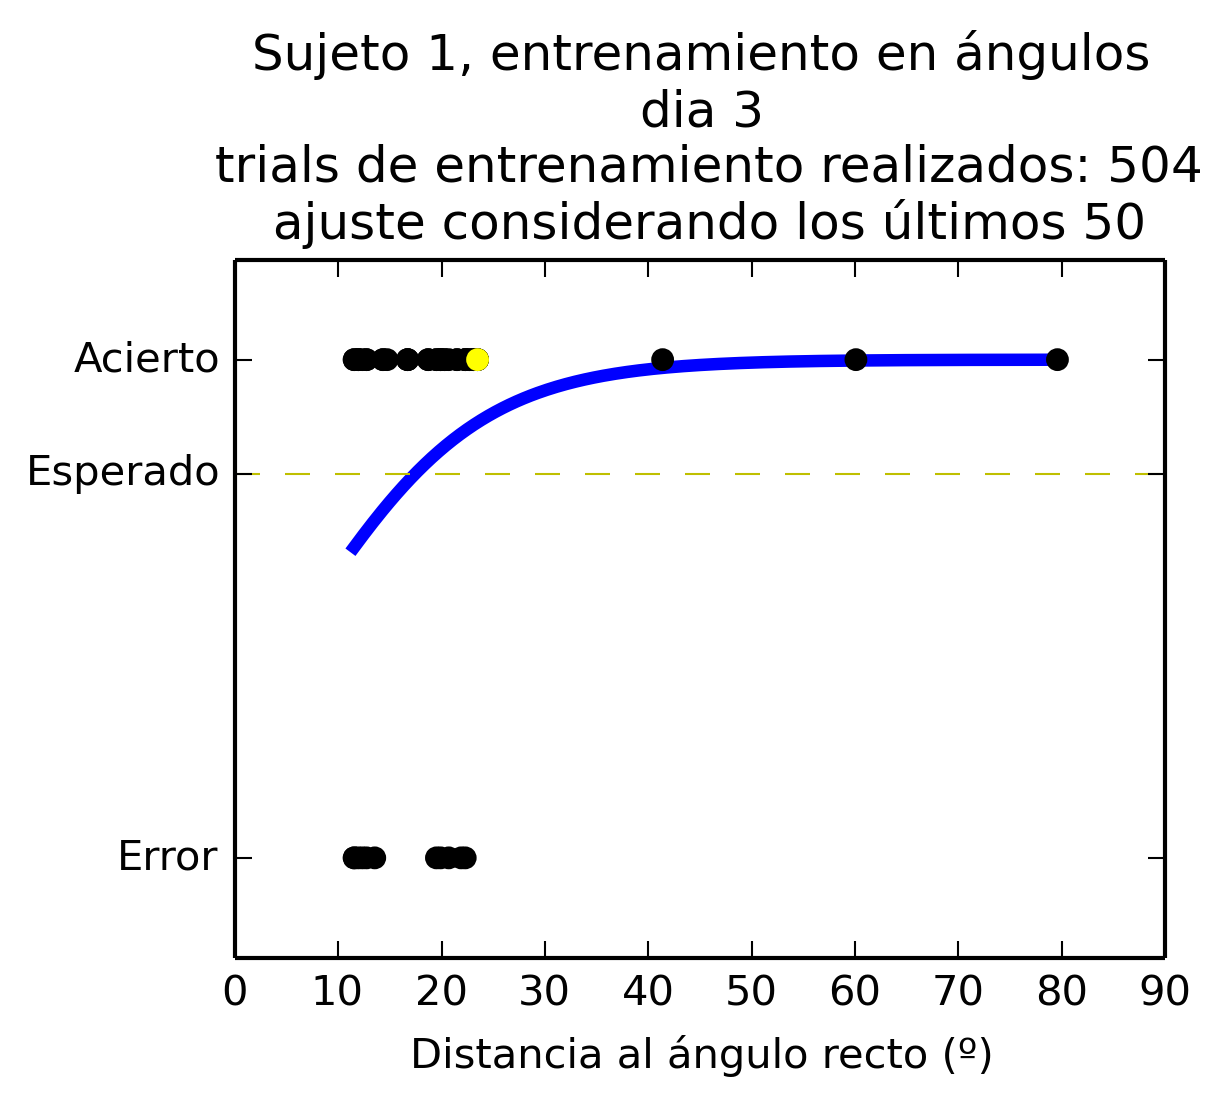 Sujeto 1, entrenamiento en ángulos
dia 3
trials de entrenamiento realizados: 504
ajuste considerando los últimos 50
Acierto
Esperado
Error
0 10 20 30 40 50 60 70 80 90
Distancia al ángulo recto (º)